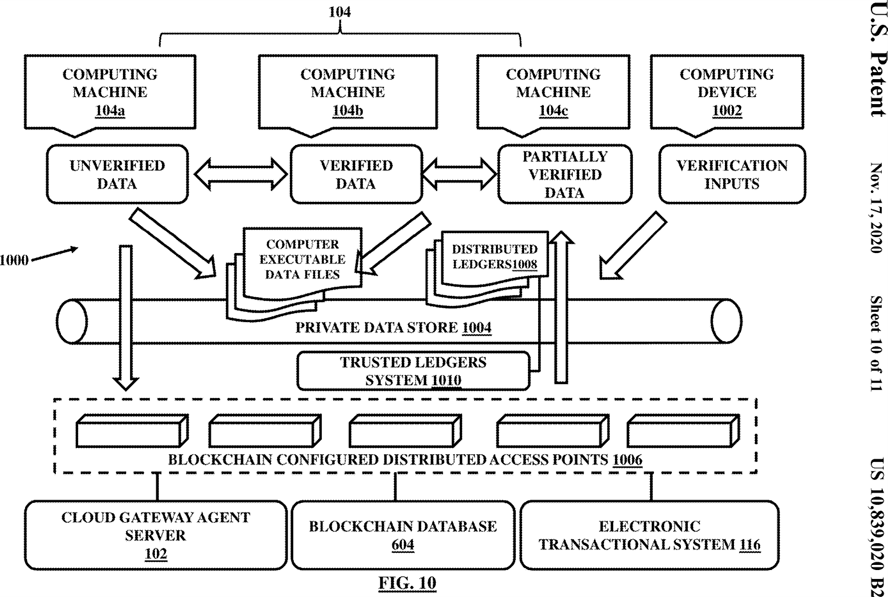 104
COMPUTING
MACHINE
104a
COMPUTING
MACHINE
104b
COMPUTING
MACHINE
104c
COMPUTING
DEVICE
1002
UNVERIFIED
DATA
VERIFIED
DATA
PARTIALLY
VERIFIED
DATA
VERIFICATION
INPUTS
1000
COMPUTER
EXECUTABLE
DATA FILES
DISTRIBUTED
LEDGERS1008
PRIVATE DATA STORE 1004
TRUSTED LEDGERS
SYSTEM 1010
BLOCKCHAIN CONFIGURED DISTRIBUTED ACCESS POINTS 1006
CLOUD GATEWAY AGENT
SERVER
102
BLOCKCHAIN DATABASE
604
ELECTRONIC
TRANSACTIONAL SYSTEM 116
FIG. 10
U.S. Patent
Nov. 17, 2020
Sheet 10 of 11
US 10,839,020 B2